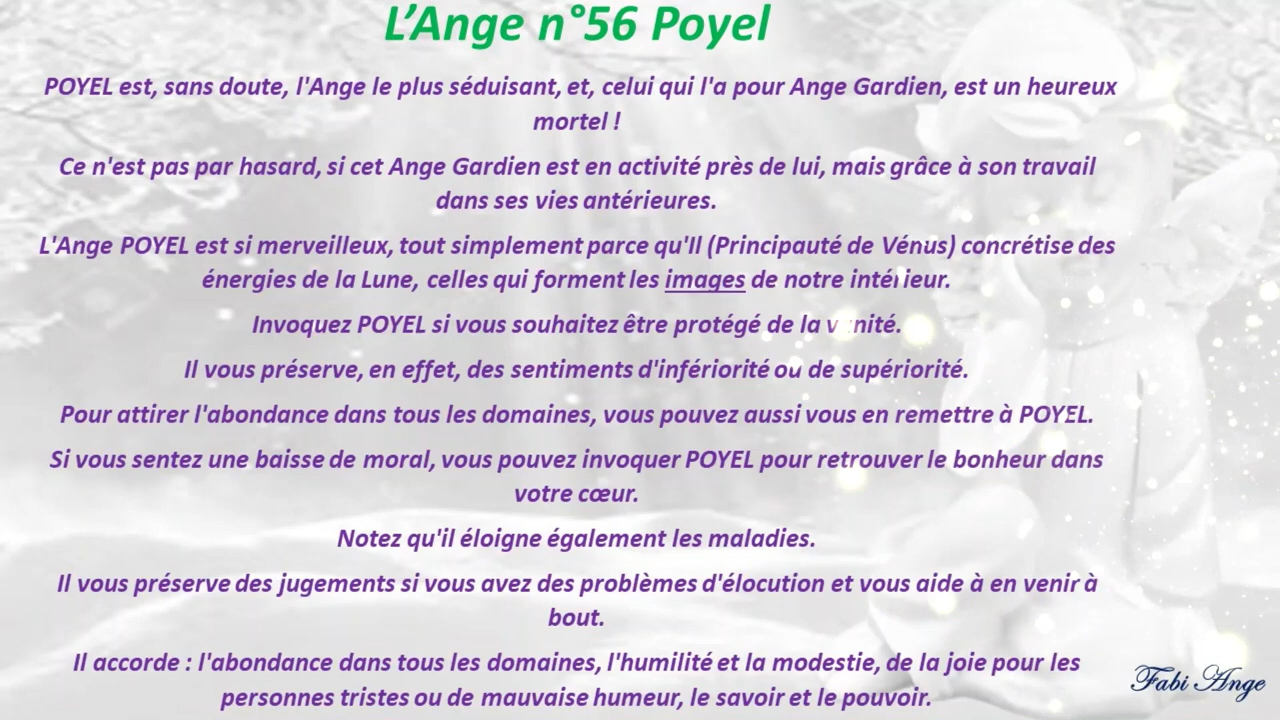 L’Ange n°56 Poyel
POYEL est, sans doute, l'Ange le plus séduisant, et, celui qui l'a pour Ange Gardien, est un heureux
mortel !
Ce n'est pas par hasard, si cet Ange Gardien est en activité près de lui, mais grâce à son travail
dans ses vies antérieures.
L'Ange POYEL est si merveilleux, tout simplement parce qu'Il (Principauté de Vénus) concrétise des
énergies de la Lune, celles qui forment les images de notre intérieur.
Invoquez POYEL si vous souhaitez être protégé de la vanité.
Il vous préserve, en effet, des sentiments d'infériorité ou de supériorité.
Pour attirer l'abondance dans tous les domaines, vous pouvez aussi vous en remettre à POYEL.
Si vous sentez une baisse de moral, vous pouvez invoquer POYEL pour retrouver le bonheur dans
votre cœur.
Notez qu'il éloigne également les maladies.
Il vous préserve des jugements si vous avez des problèmes d'élocution et vous aide à en venir à
bout.
Il accorde : l'abondance dans tous les domaines, l'humilité et la modestie, de la joie pour les
personnes tristes ou de mauvaise humeur, le savoir et le pouvoir.
Fabi Ange